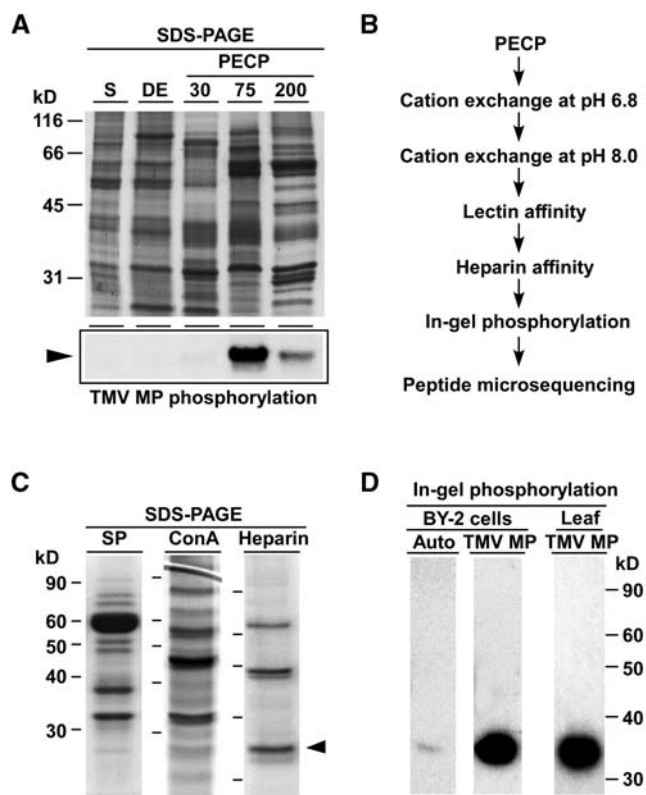 A
SDS-PAGE
PECP
kD S DE 30 75 200
116
66
45
31
TMV MP phosphorylation
B
PECP
Cation exchange at pH 6.8
Cation exchange at pH 8.0
Lectin affinity
Heparin affinity
In-gel phosphorylation
Peptide microsequencing
C
SDS-PAGE
kD SP ConA Heparin
90
60
50
40
30
D
In-gel phosphorylation
BY-2 cells Leaf
Auto TMV MP TMV MP
kD
90
60
50
40
30